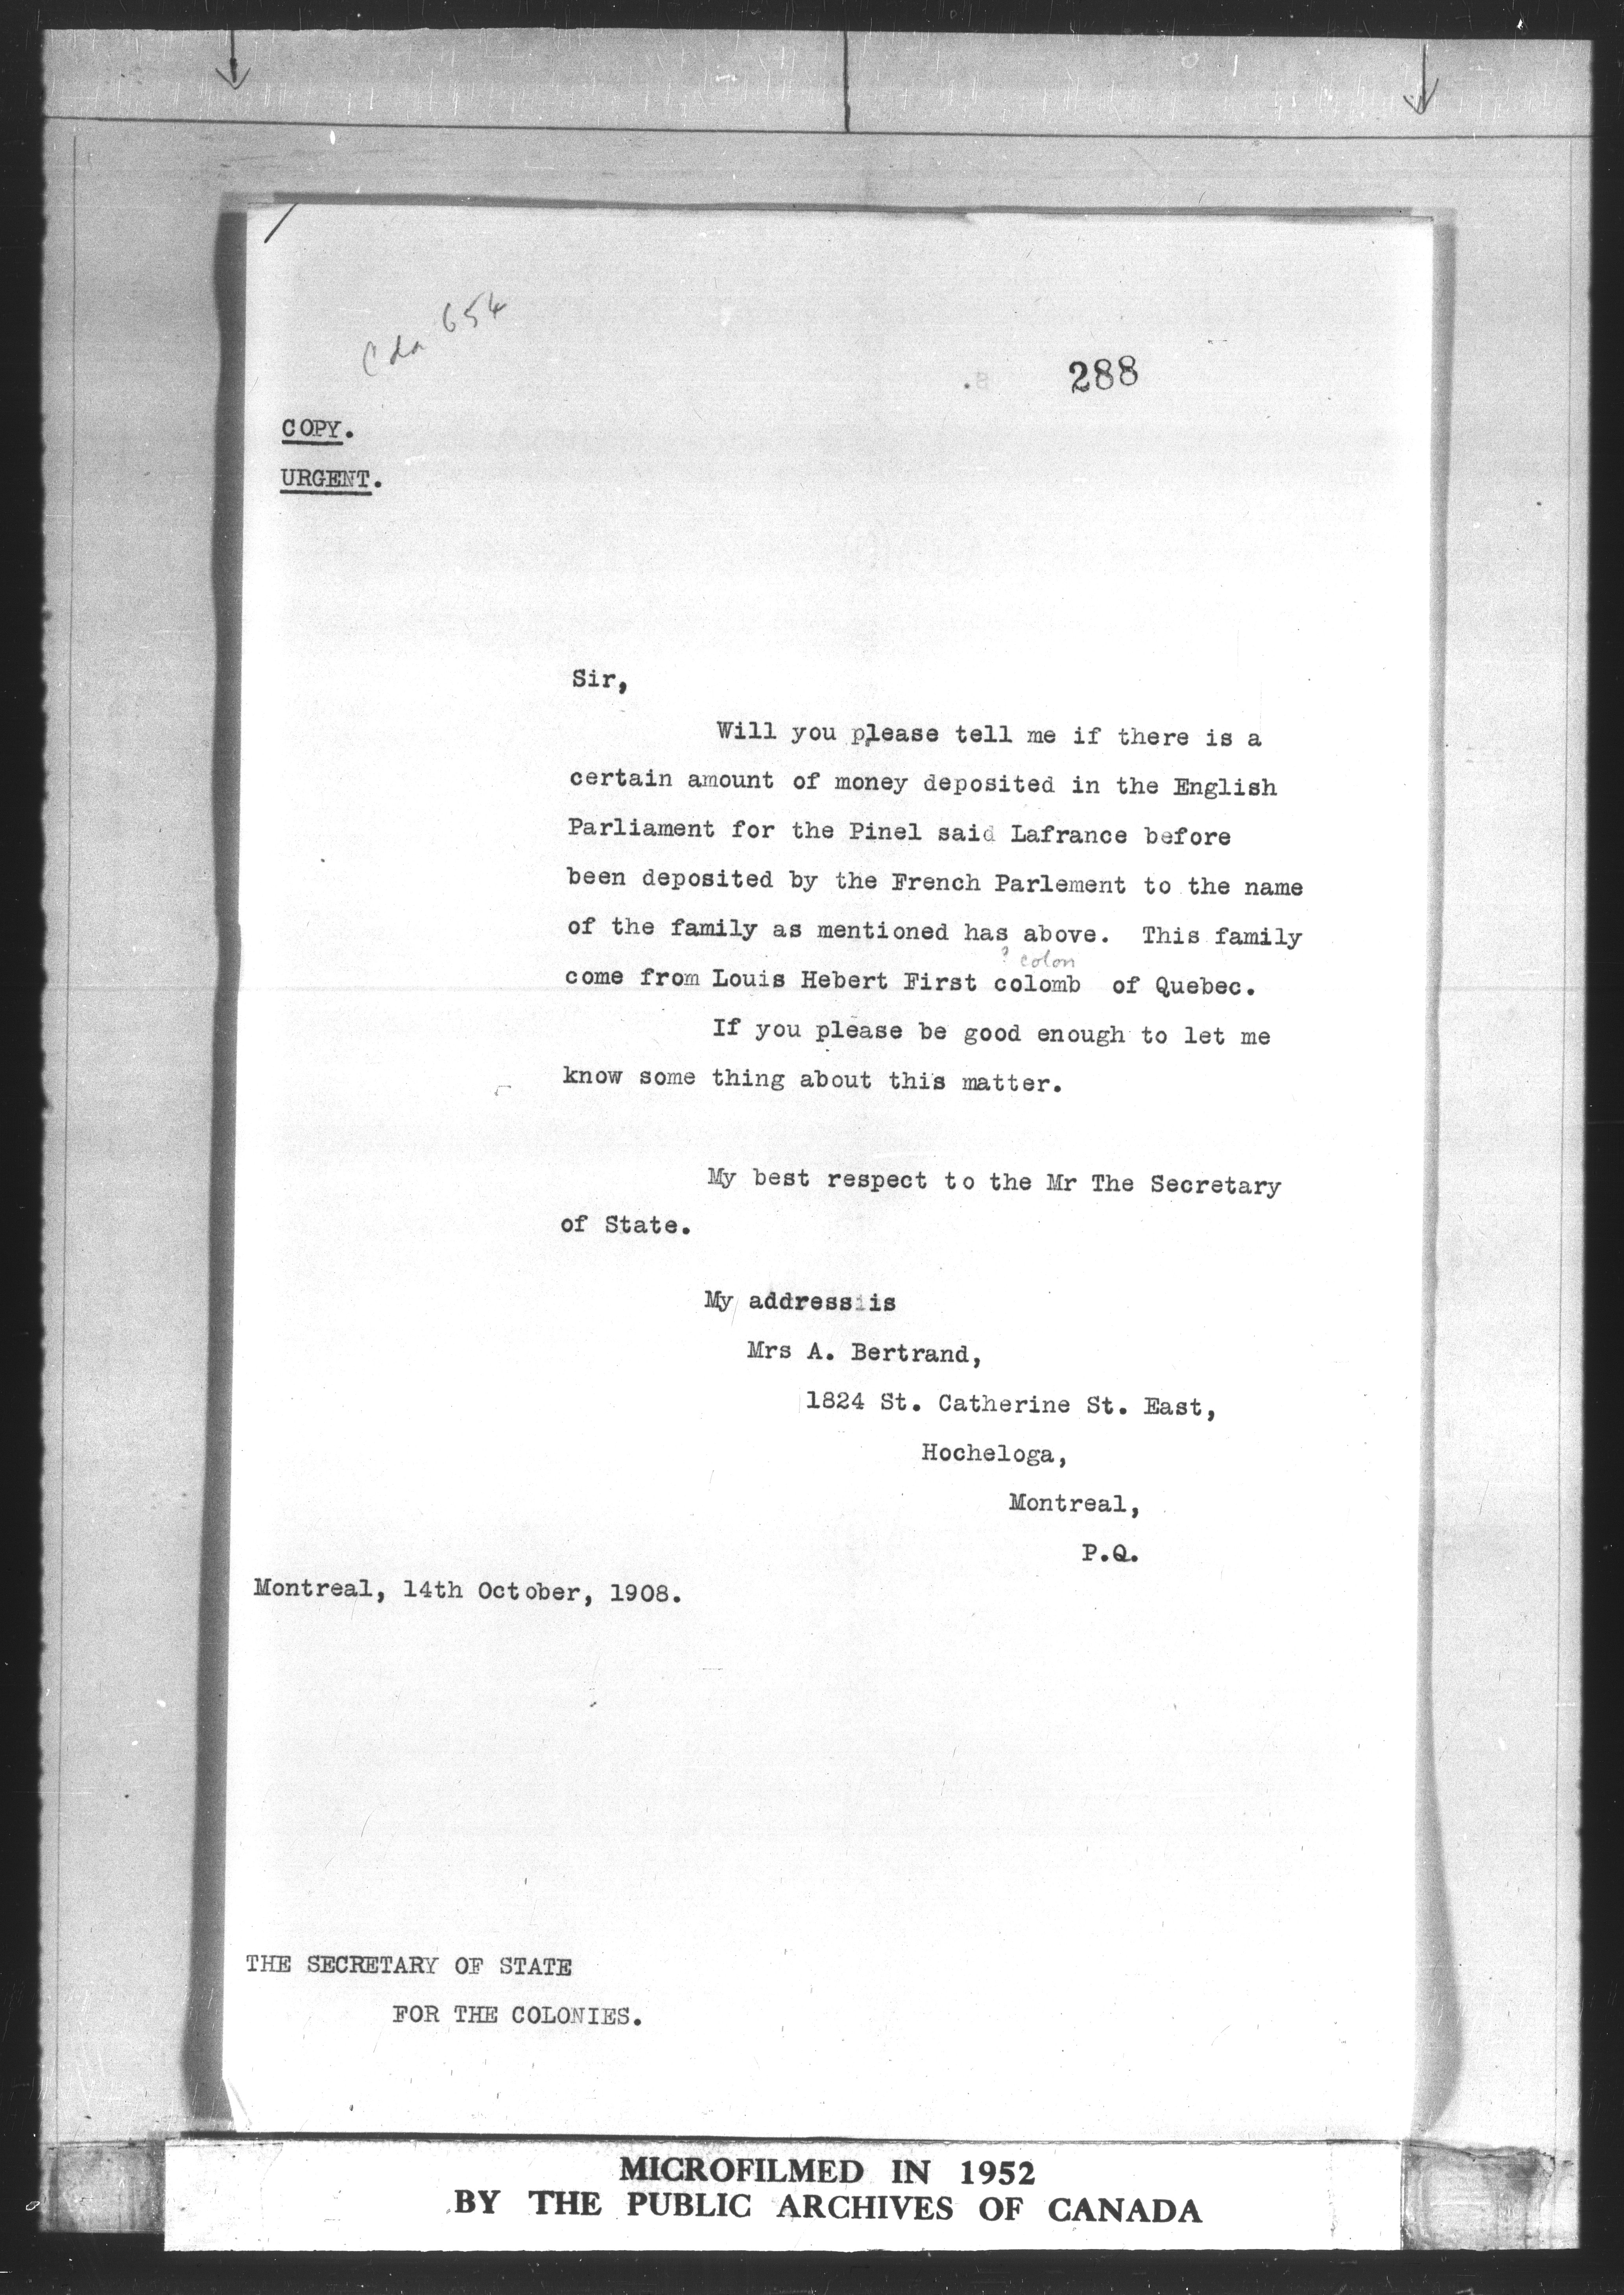 Cda 654
288
COPY.
URGENT.
Sir,
Will you please tell me if there is a
certain amount of money deposited in the English
Parliament for the Pinel said Lafrance before
been deposited by the French Parlement to the name
of the family as mentioned has above. This family
? colon
come from Louis Hebert First colomb of Quebec.
If you please be good enough to let me
know some thing about this matter.
My best respect to the Mr The Secretary
of State.
My address is
Mrs A. Bertrand,
1824 St. Catherine St. East,
Hocheloga,
Montreal,
P.Q.
Montreal, 14th October, 1908.
THE SECRETARY OF STATE
FOR THE COLONIES.
MICROFILMED IN 1952
BY THE PUBLIC ARCHIVES OF CANADA